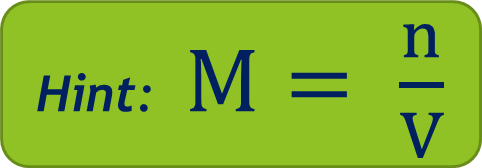 Hint: M = n/V